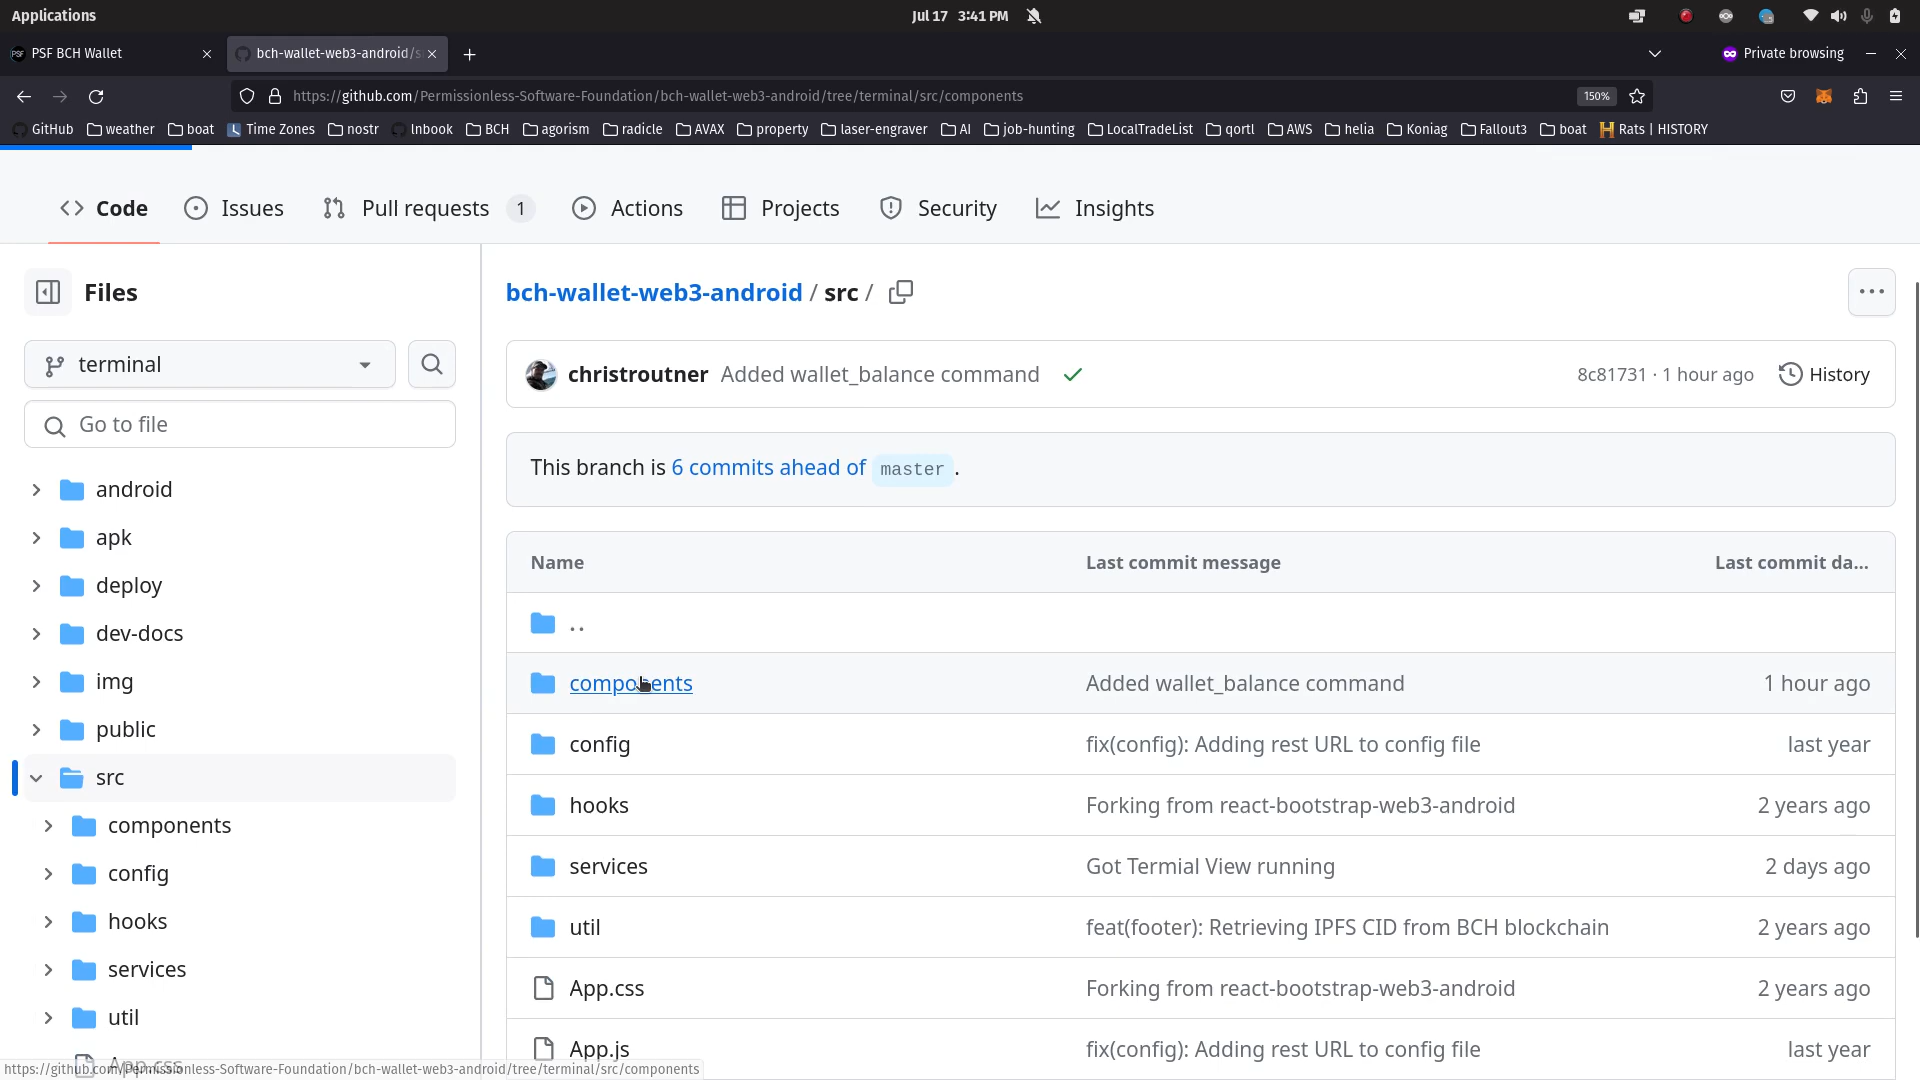 Applications
Jul 17 3:41 PM
PSF BCH Wallet
bch-wallet-web3-android/s
Private browsing
https://github.com/Permissionless-Software-Foundation/bch-wallet-web3-android/tree/terminal/src/components
150%
GitHub weather boat Time Zones nostr lnbook BCH agorism radicle AVAX property laser-engraver AI job-hunting LocalTradeList qortl AWS helia Koniag Fallout3 boat Rats | HISTORY
Code Issues Pull requests 1 Actions Projects Security Insights
Files
terminal
Go to file
android
apk
deploy
dev-docs
img
public
src
components
config
hooks
services
util
App.css
bch-wallet-web3-android / src /
christroutner Added wallet_balance command 8c81731 · 1 hour ago History
This branch is 6 commits ahead of master .
Name Last commit message Last commit da...
..
components Added wallet_balance command 1 hour ago
config fix(config): Adding rest URL to config file last year
hooks Forking from react-bootstrap-web3-android 2 years ago
services Got Termial View running 2 days ago
util feat(footer): Retrieving IPFS CID from BCH blockchain 2 years ago
App.css Forking from react-bootstrap-web3-android 2 years ago
App.js fix(config): Adding rest URL to config file last year
https://github.com/Permissionless-Software-Foundation/bch-wallet-web3-android/tree/terminal/src/components